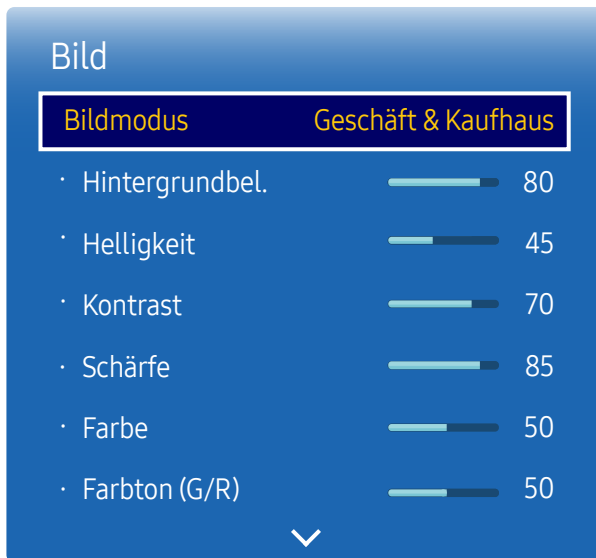 Bild
Bildmodus Geschäft & Kaufhaus
· Hintergrundbel. 80
· Helligkeit 45
· Kontrast 70
· Schärfe 85
· Farbe 50
· Farbton (G/R) 50